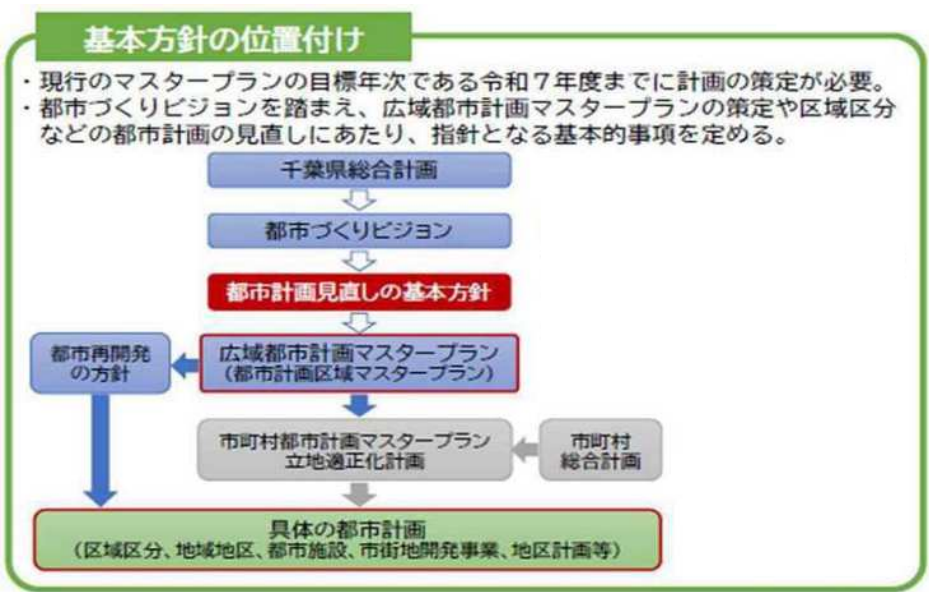 基本方針の位置付け
・現行のマスタープランの目標年次である令和７年度までに計画の策定が必要。
・都市づくりビジョンを踏まえ、広域都市計画マスタープランの策定や区域区分
などの都市計画の見直しにあたり、指針となる基本的事項を定める。
千葉県総合計画
都市づくりビジョン
都市計画見直しの基本方針
都市再開発
の方針
広域都市計画マスタープラン
（都市計画区域マスタープラン）
市町村都市計画マスタープラン
立地適正化計画
市町村
総合計画
具体の都市計画
（区域区分、地域地区、都市施設、市街地開発事業、地区計画等）